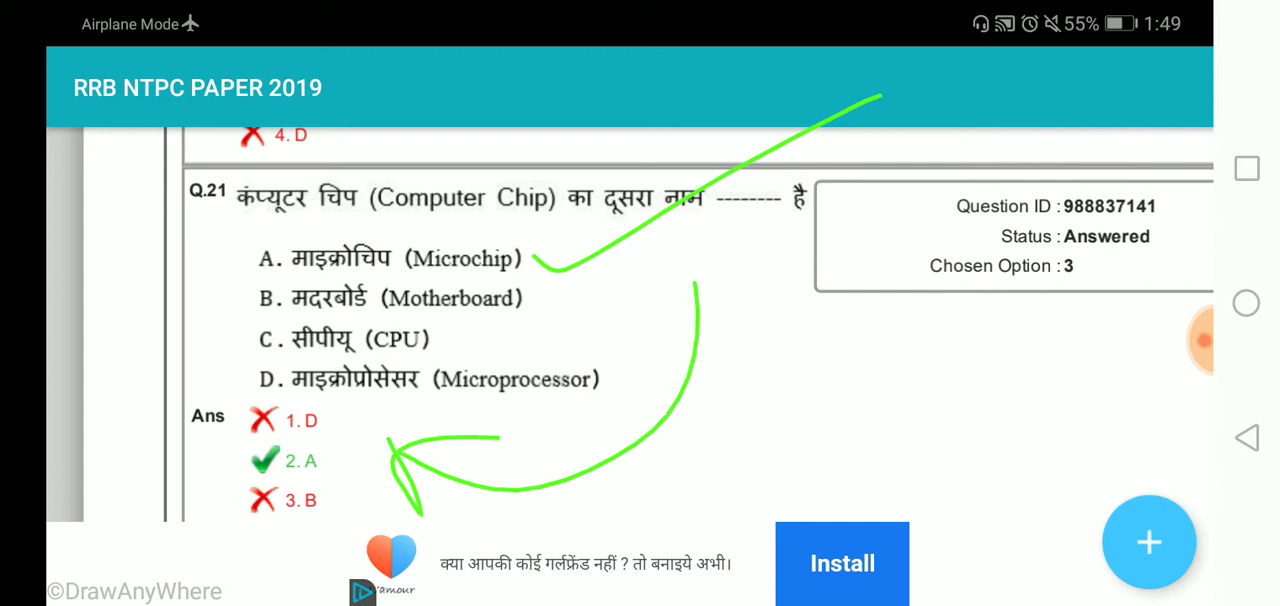 Airplane Mode 55% 1:49
RRB NTPC PAPER 2019
4. D
Q.21 कंप्यूटर चिप (Computer Chip) का दूसरा नाम -------- है
Question ID : 988837141
Status : Answered
Chosen Option : 3
A. माइक्रोचिप (Microchip)
B. मदरबोर्ड (Motherboard)
C. सीपीयू (CPU)
D. माइक्रोप्रोसेसर (Microprocessor)
Ans 1. D
2. A
3. B
क्या आपकी कोई गर्लफ्रेंड नहीं ? तो बनाइये अभी।
Install
+
©DrawAnyWhere
'amour